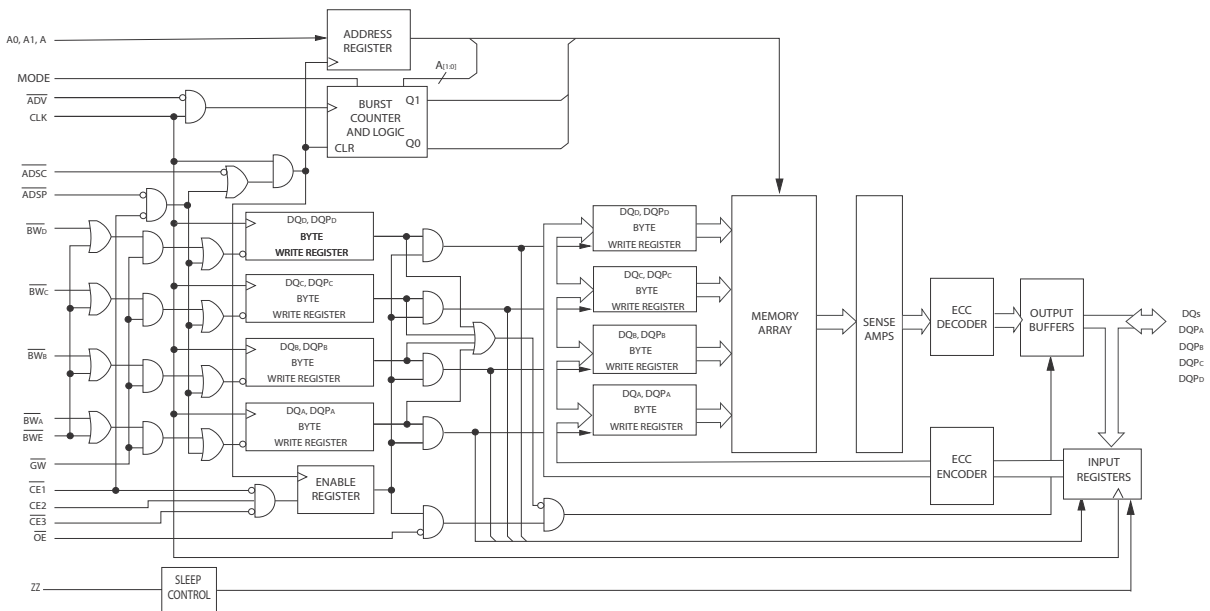 A0, A1, A
ADDRESS
REGISTER
MODE
A[1:0]
ADV
CLK
BURST
COUNTER
AND LOGIC
Q1
Q0
CLR
ADSC
ADSP
BWD
BWC
BWB
BWA
BWE
GW
CE1
CE2
CE3
OE
ZZ
DQD, DQPD
BYTE
WRITE REGISTER
DQC, DQPC
BYTE
WRITE REGISTER
DQB, DQPB
BYTE
WRITE REGISTER
DQA, DQPA
BYTE
WRITE REGISTER
ENABLE
REGISTER
SLEEP
CONTROL
DQD, DQPD
BYTE
WRITE REGISTER
DQC, DQPC
BYTE
WRITE REGISTER
DQB, DQPB
BYTE
WRITE REGISTER
DQA, DQPA
BYTE
WRITE REGISTER
MEMORY
ARRAY
SENSE
AMPS
ECC
DECODER
OUTPUT
BUFFERS
ECC
ENCODER
INPUT
REGISTERS
DQs
DQPA
DQPB
DQPC
DQPD